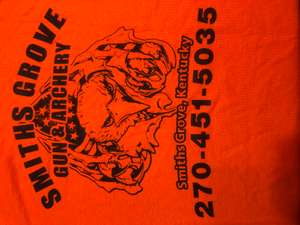 SMITHS GROVE
GUN & ARCHERY
Smiths Grove, Kentucky
270-451-5035